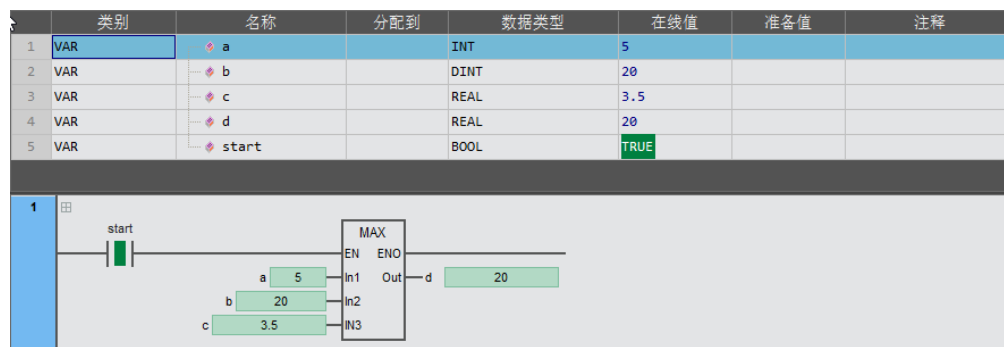 类别 名称 分配到 数据类型 在线值 准备值 注释
1 VAR a INT 5
2 VAR b DINT 20
3 VAR c REAL 3.5
4 VAR d REAL 20
5 VAR start BOOL TRUE
1
start
MAX
EN ENO
a 5 In1 Out d 20
b 20 In2
c 3.5 IN3